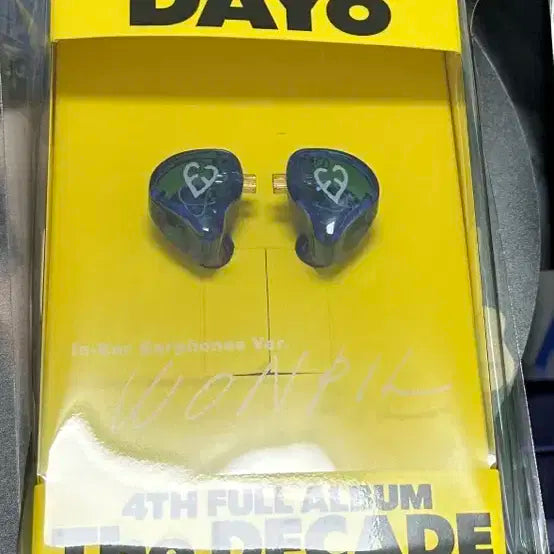 DAY6
In-Ear Earphones Ver.
WONPIL
4TH FULL ALBUM
The DECADE